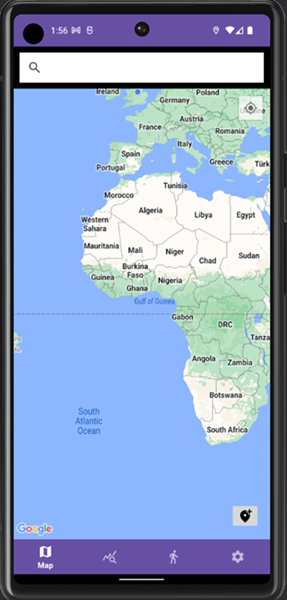 1:56
Ireland
Poland
Germany
Austria
France
Romania
Italy
Spain
Portugal
Greece
Türk
Tunisia
Morocco
Algeria
Libya
Egypt
Western
Sahara
Mauritania
Mali
Niger
Chad
Sudan
Burkina
Faso
Guinea
Ghana
Nigeria
Gulf of Guinea
Gabon
DRC
Tanza
Angola
Zambia
Botswana
South Africa
South
Atlantic
Ocean
Google
Map